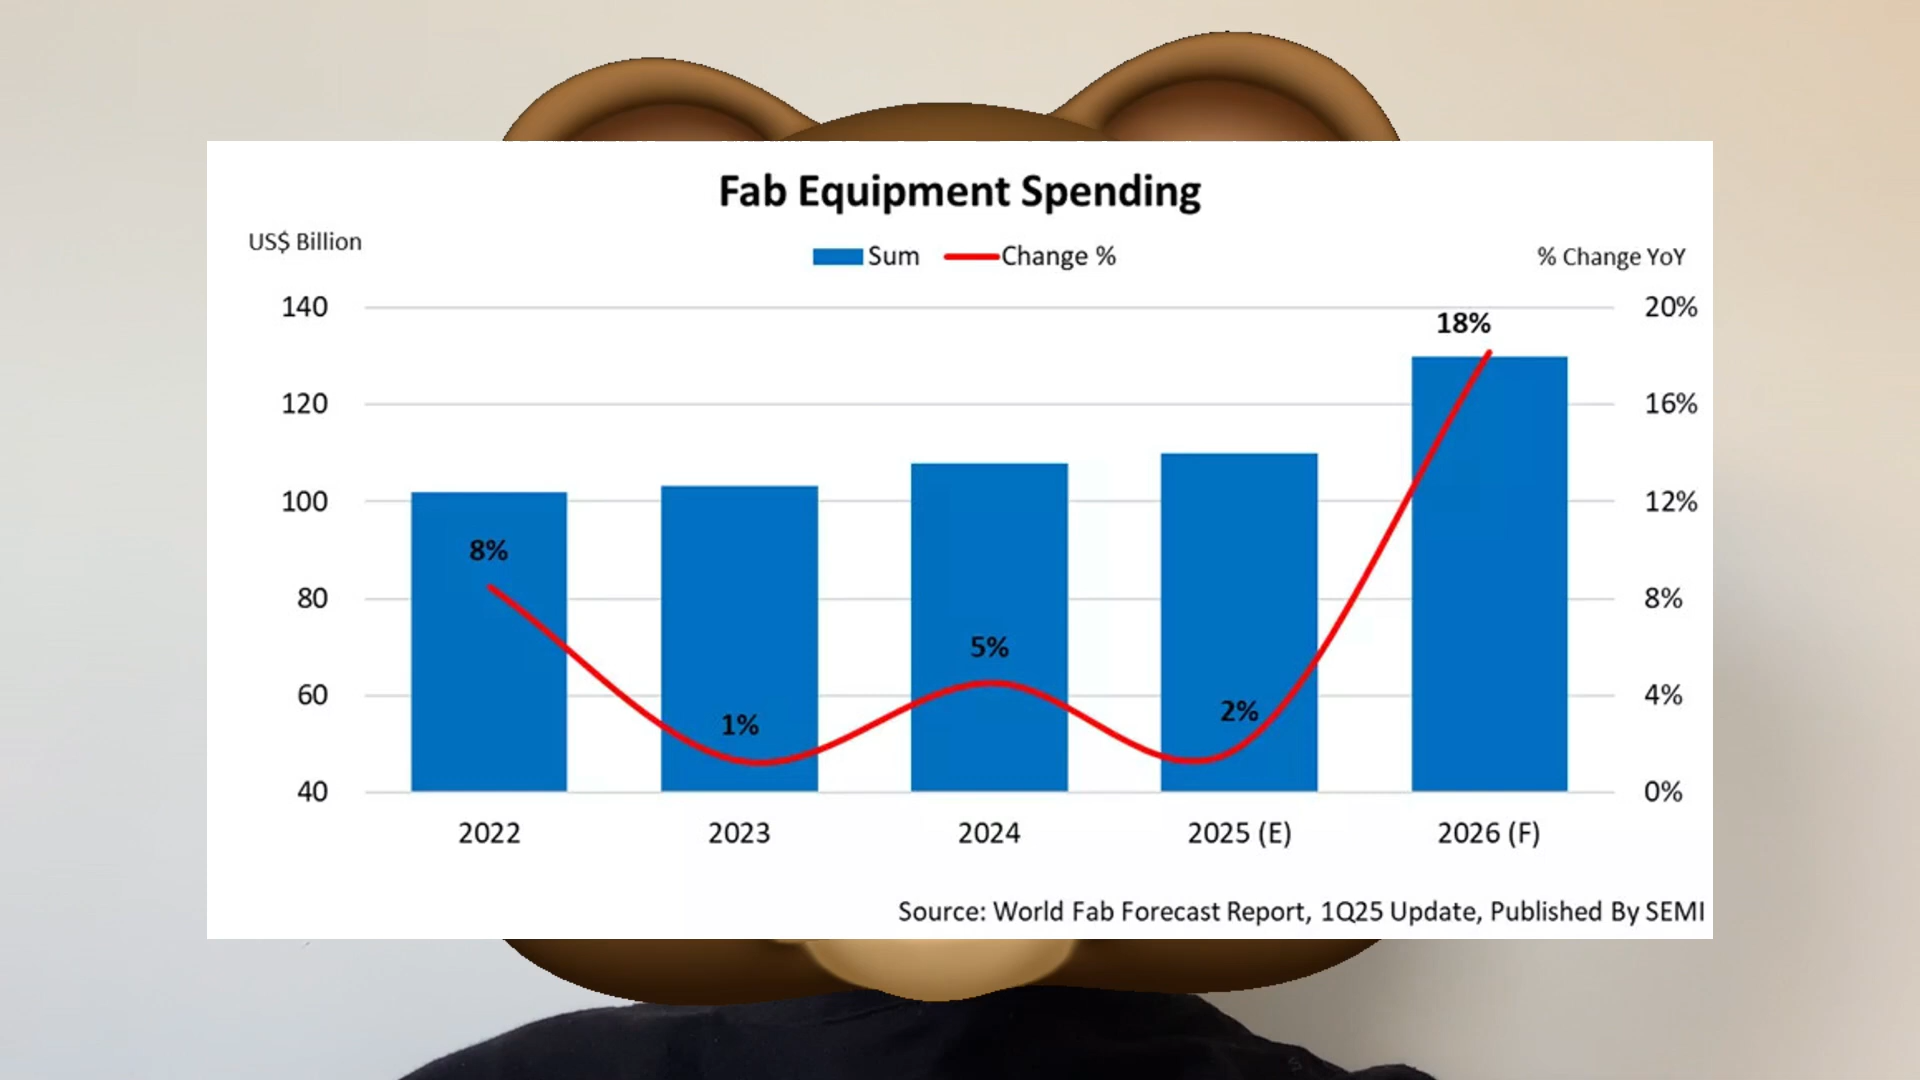 Fab Equipment Spending
US$ Billion
Sum
Change %
% Change YoY
140
120
100
80
60
40
20%
16%
12%
8%
4%
0%
8%
1%
5%
2%
18%
2022
2023
2024
2025 (E)
2026 (F)
Source: World Fab Forecast Report, 1Q25 Update, Published By SEMI